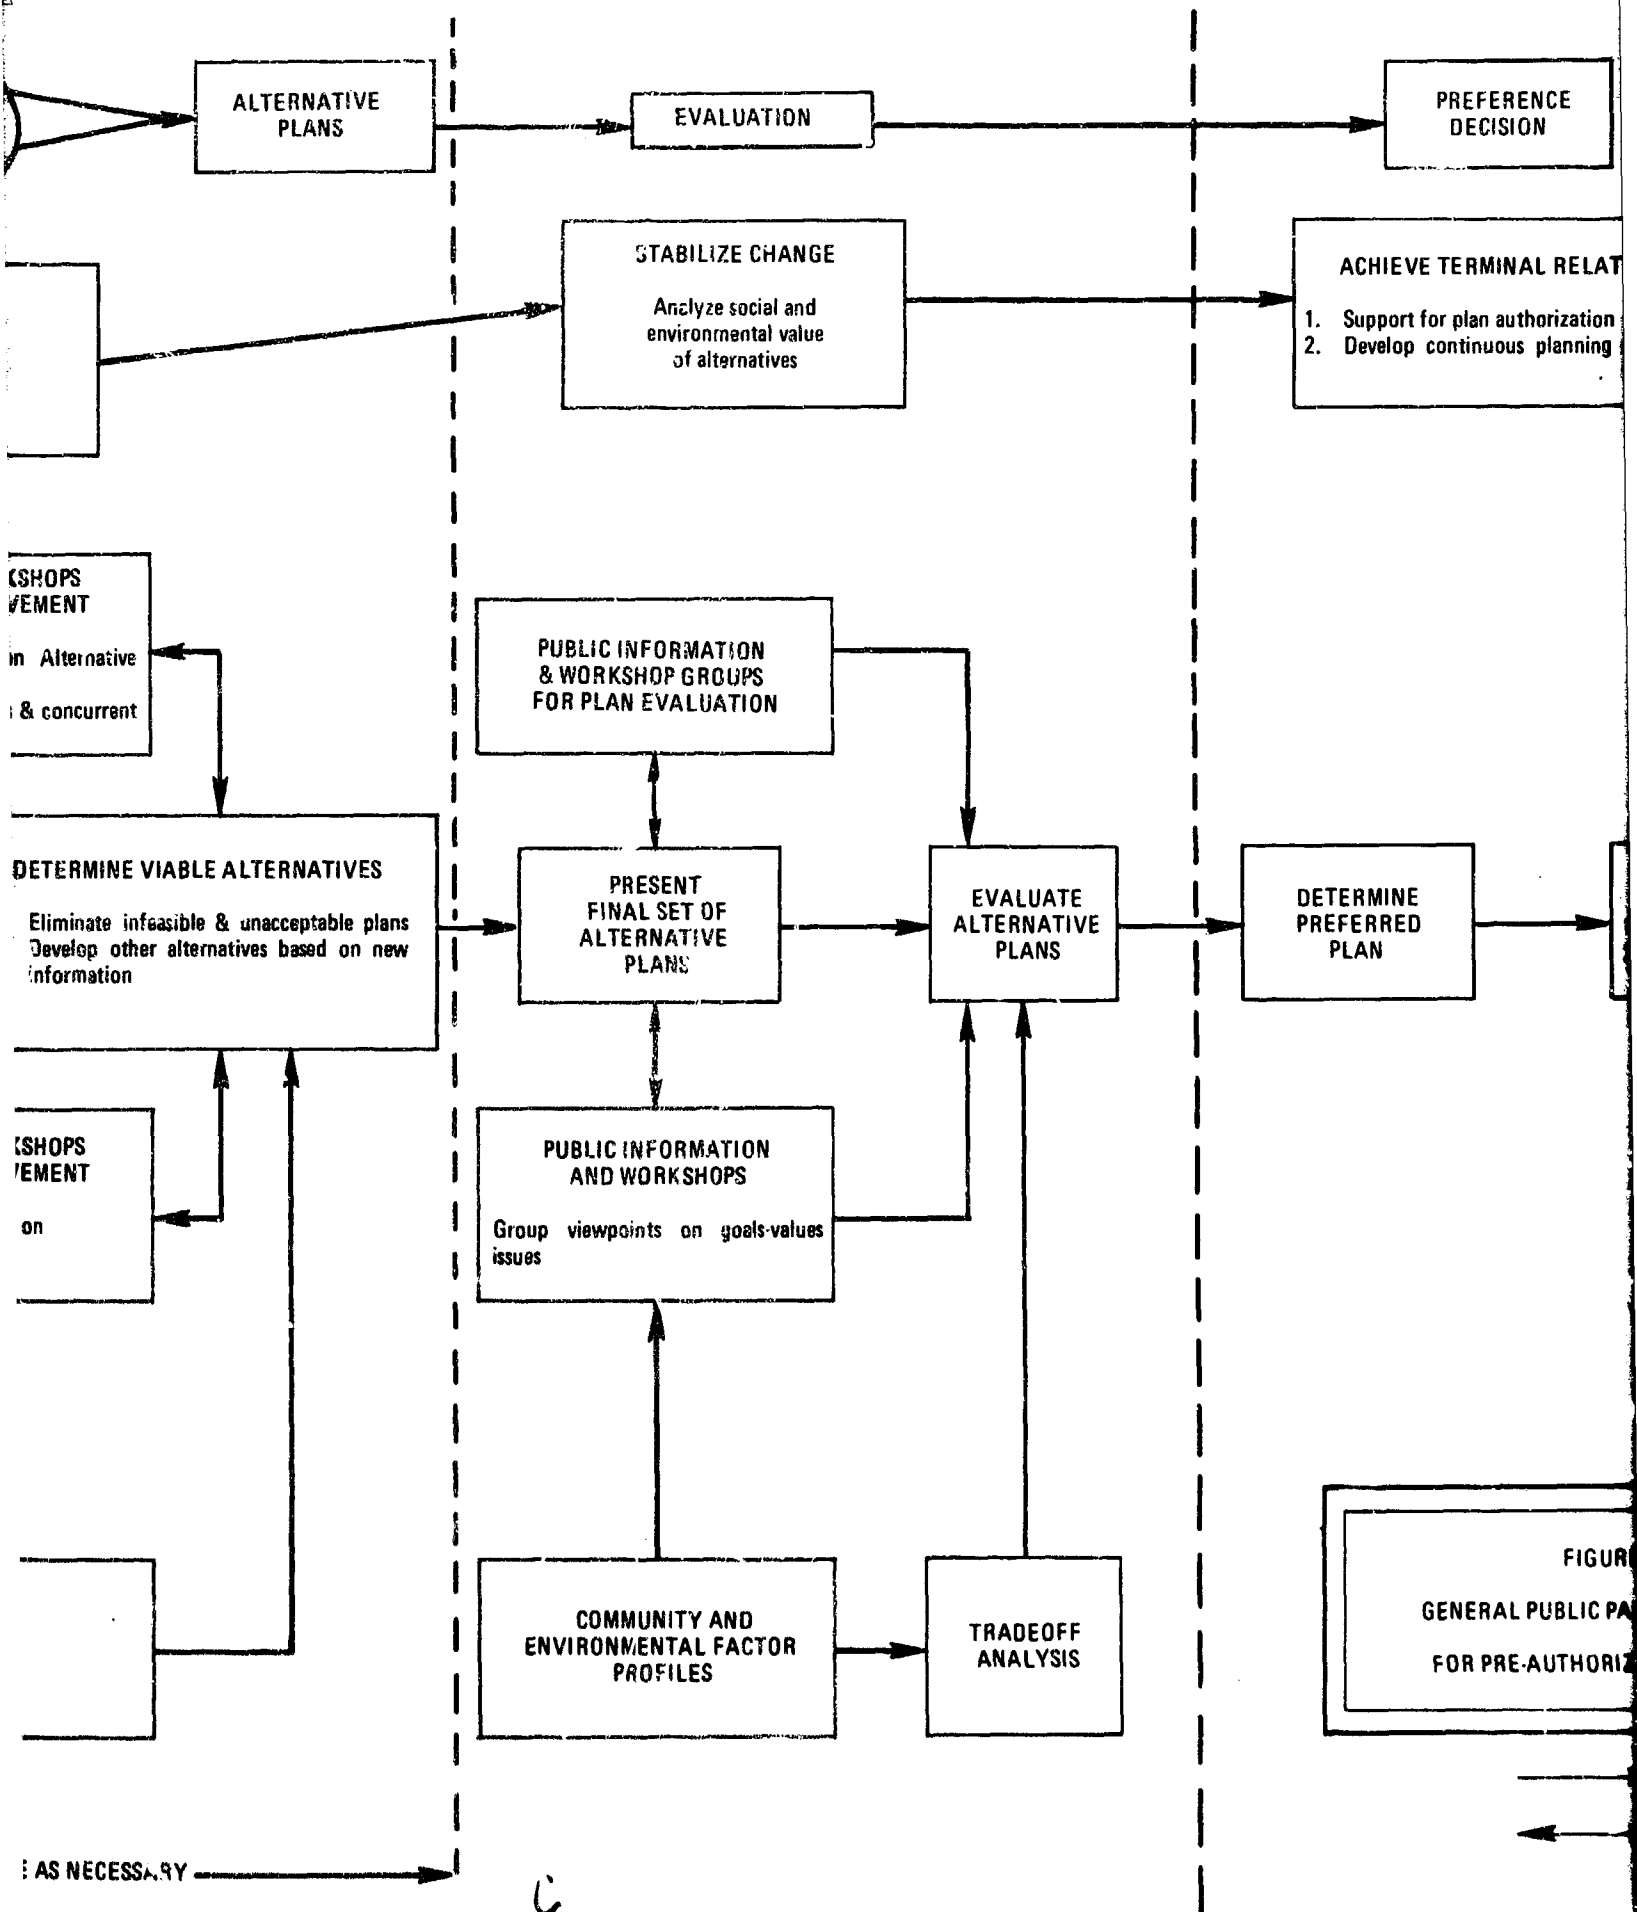 ALTERNATIVE
PLANS
EVALUATION
PREFERENCE
DECISION
STABILIZE CHANGE
Analyze social and
environmental value
of alternatives
ACHIEVE TERMINAL RELAT
1. Support for plan authorization
2. Develop continuous planning
KSHOPS
VEMENT
in Alternative
& concurrent
PUBLIC INFORMATION
& WORKSHOP GROUPS
FOR PLAN EVALUATION
DETERMINE VIABLE ALTERNATIVES
Eliminate infeasible & unacceptable plans
Develop other alternatives based on new
information
PRESENT
FINAL SET OF
ALTERNATIVE
PLANS
EVALUATE
ALTERNATIVE
PLANS
DETERMINE
PREFERRED
PLAN
KSHOPS
VEMENT
on
PUBLIC INFORMATION
AND WORKSHOPS
Group viewpoints on goals-values
issues
COMMUNITY AND
ENVIRONMENTAL FACTOR
PROFILES
TRADEOFF
ANALYSIS
FIGUR
GENERAL PUBLIC PA
FOR PRE-AUTHORIZ
AS NECESSARY